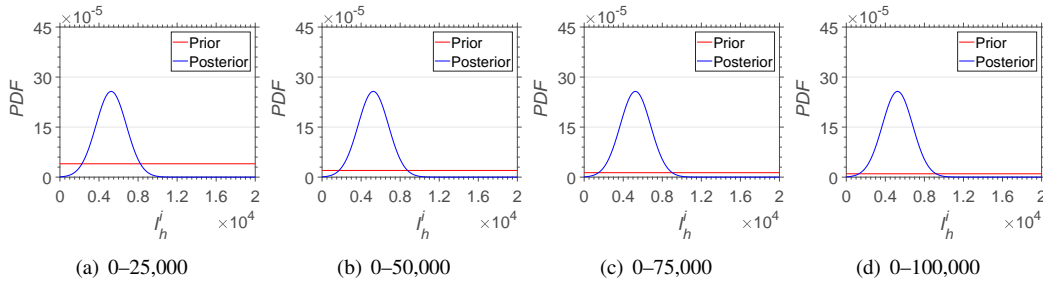 ×10⁻⁵ ×10⁻⁵ ×10⁻⁵ ×10⁻⁵
45 45 45 45
Prior Prior Prior Prior
Posterior Posterior Posterior Posterior
30 30 30 30
PDF PDF PDF PDF
15 15 15 15
0 0 0 0
0 0.4 0.8 1.2 1.6 2 0 0.4 0.8 1.2 1.6 2 0 0.4 0.8 1.2 1.6 2 0 0.4 0.8 1.2 1.6 2
I_h^i ×10⁴ I_h^i ×10⁴ I_h^i ×10⁴ I_h^i ×10⁴
(a) 0–25,000 (b) 0–50,000 (c) 0–75,000 (d) 0–100,000